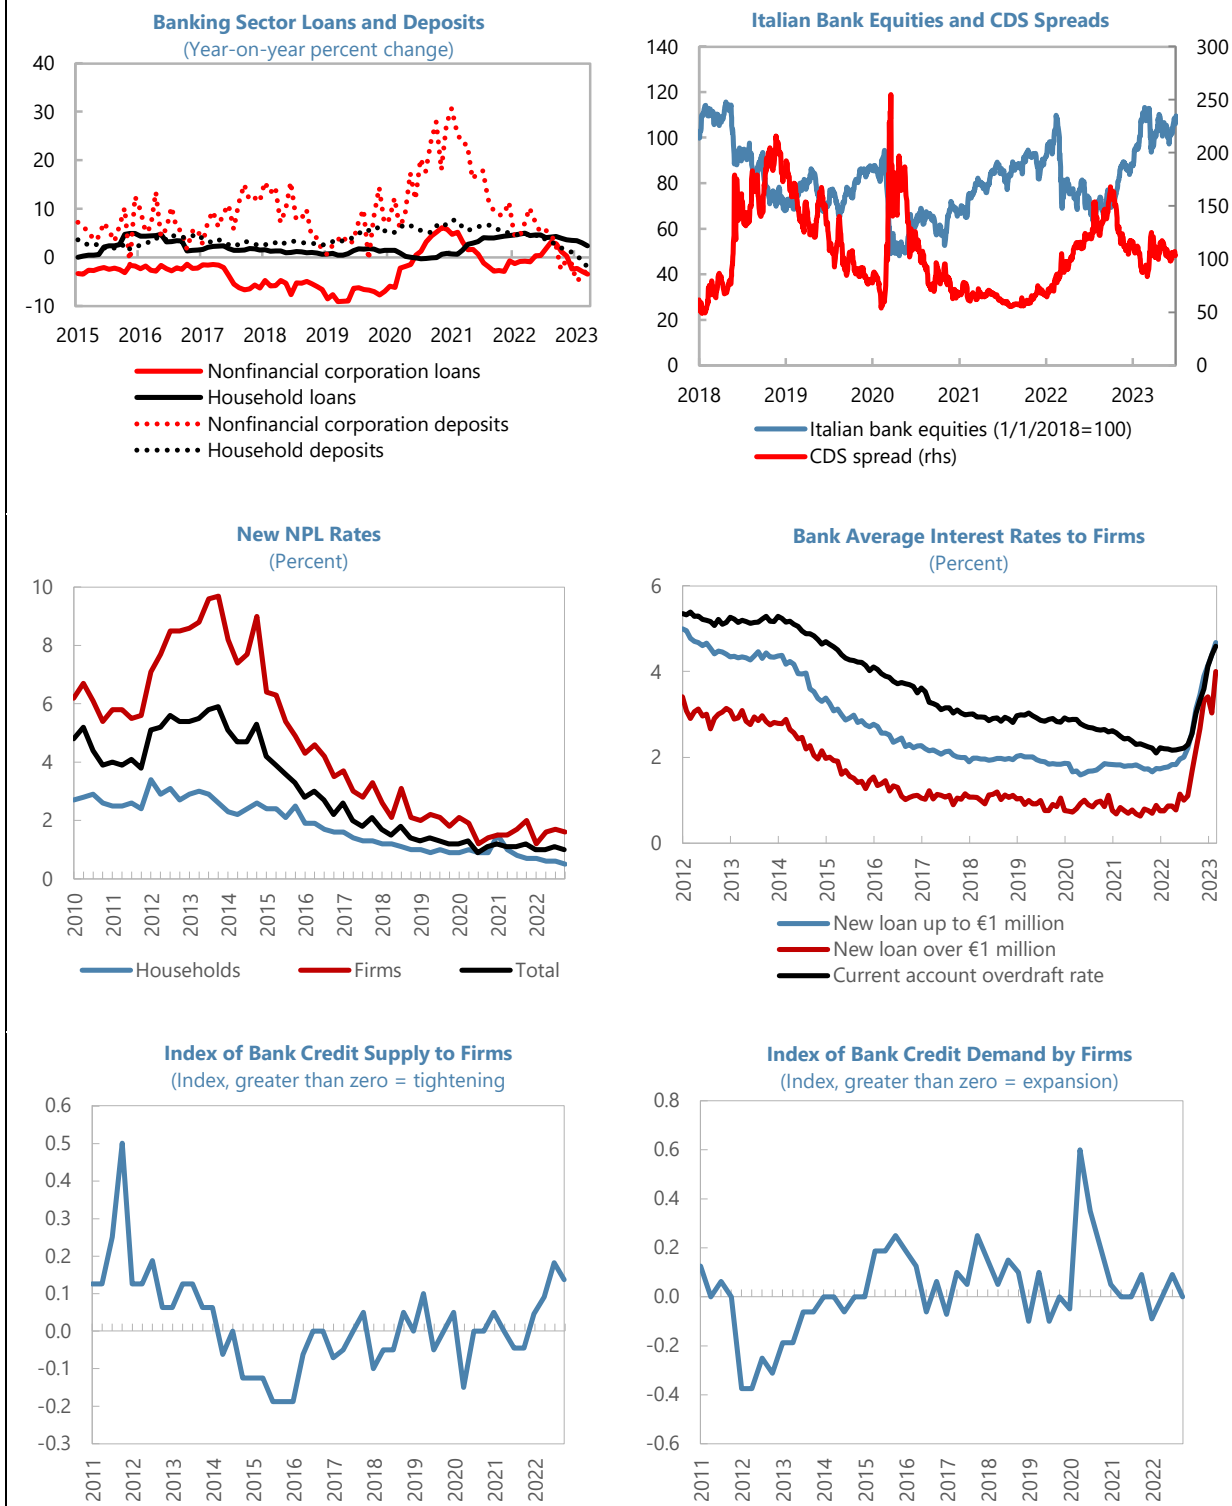 Banking Sector Loans and Deposits
(Year-on-year percent change)
40
30
20
10
0
-10
2015 2016 2017 2018 2019 2020 2021 2022 2023
Nonfinancial corporation loans
Household loans
Nonfinancial corporation deposits
Household deposits
Italian Bank Equities and CDS Spreads
140
120
100
80
60
40
20
0
300
250
200
150
100
50
0
2018 2019 2020 2021 2022 2023
Italian bank equities (1/1/2018=100)
CDS spread (rhs)
New NPL Rates
(Percent)
10
8
6
4
2
0
2010 2011 2012 2013 2014 2015 2016 2017 2018 2019 2020 2021 2022
Households Firms Total
Bank Average Interest Rates to Firms
(Percent)
6
4
2
0
2012 2013 2014 2015 2016 2017 2018 2019 2020 2021 2022 2023
New loan up to €1 million
New loan over €1 million
Current account overdraft rate
Index of Bank Credit Supply to Firms
(Index, greater than zero = tightening
0.6
0.5
0.4
0.3
0.2
0.1
0.0
-0.1
-0.2
-0.3
2011 2012 2013 2014 2015 2016 2017 2018 2019 2020 2021 2022
Index of Bank Credit Demand by Firms
(Index, greater than zero = expansion)
0.8
0.6
0.4
0.2
0.0
-0.2
-0.4
-0.6
2011 2012 2013 2014 2015 2016 2017 2018 2019 2020 2021 2022